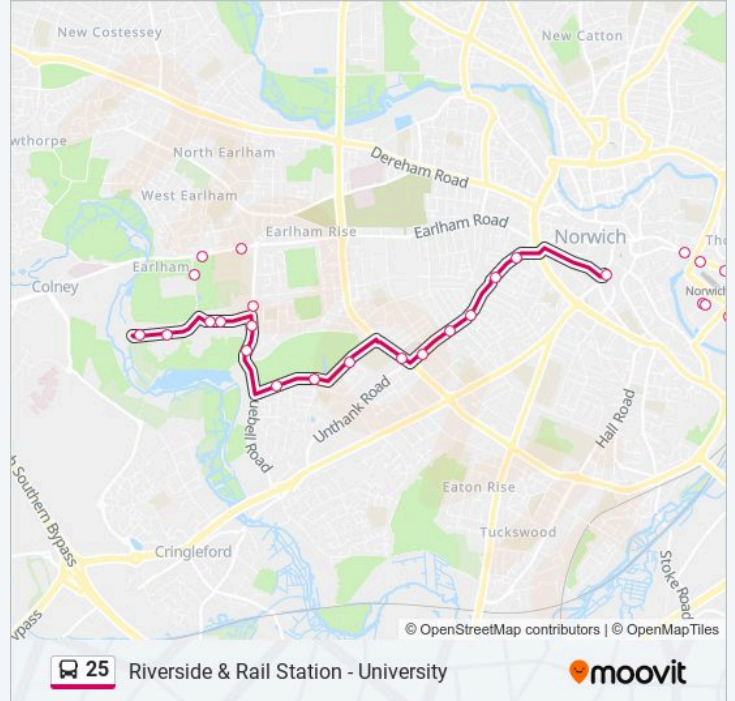 New Costessey
New Catton
wthorpe
North Earlham
Dereham Road
West Earlham
Earlham Road
Earlham Rise
Norwich
Tho
Earlham
Colney
Norwich
Unthank Road
uebell Road
Hall Road
h Southern Bypass
Eaton Rise
Tuckswood
Cringleford
Stoke Road
ypass
© OpenStreetMap contributors | © OpenMapTiles
25 Riverside & Rail Station - University
moovit